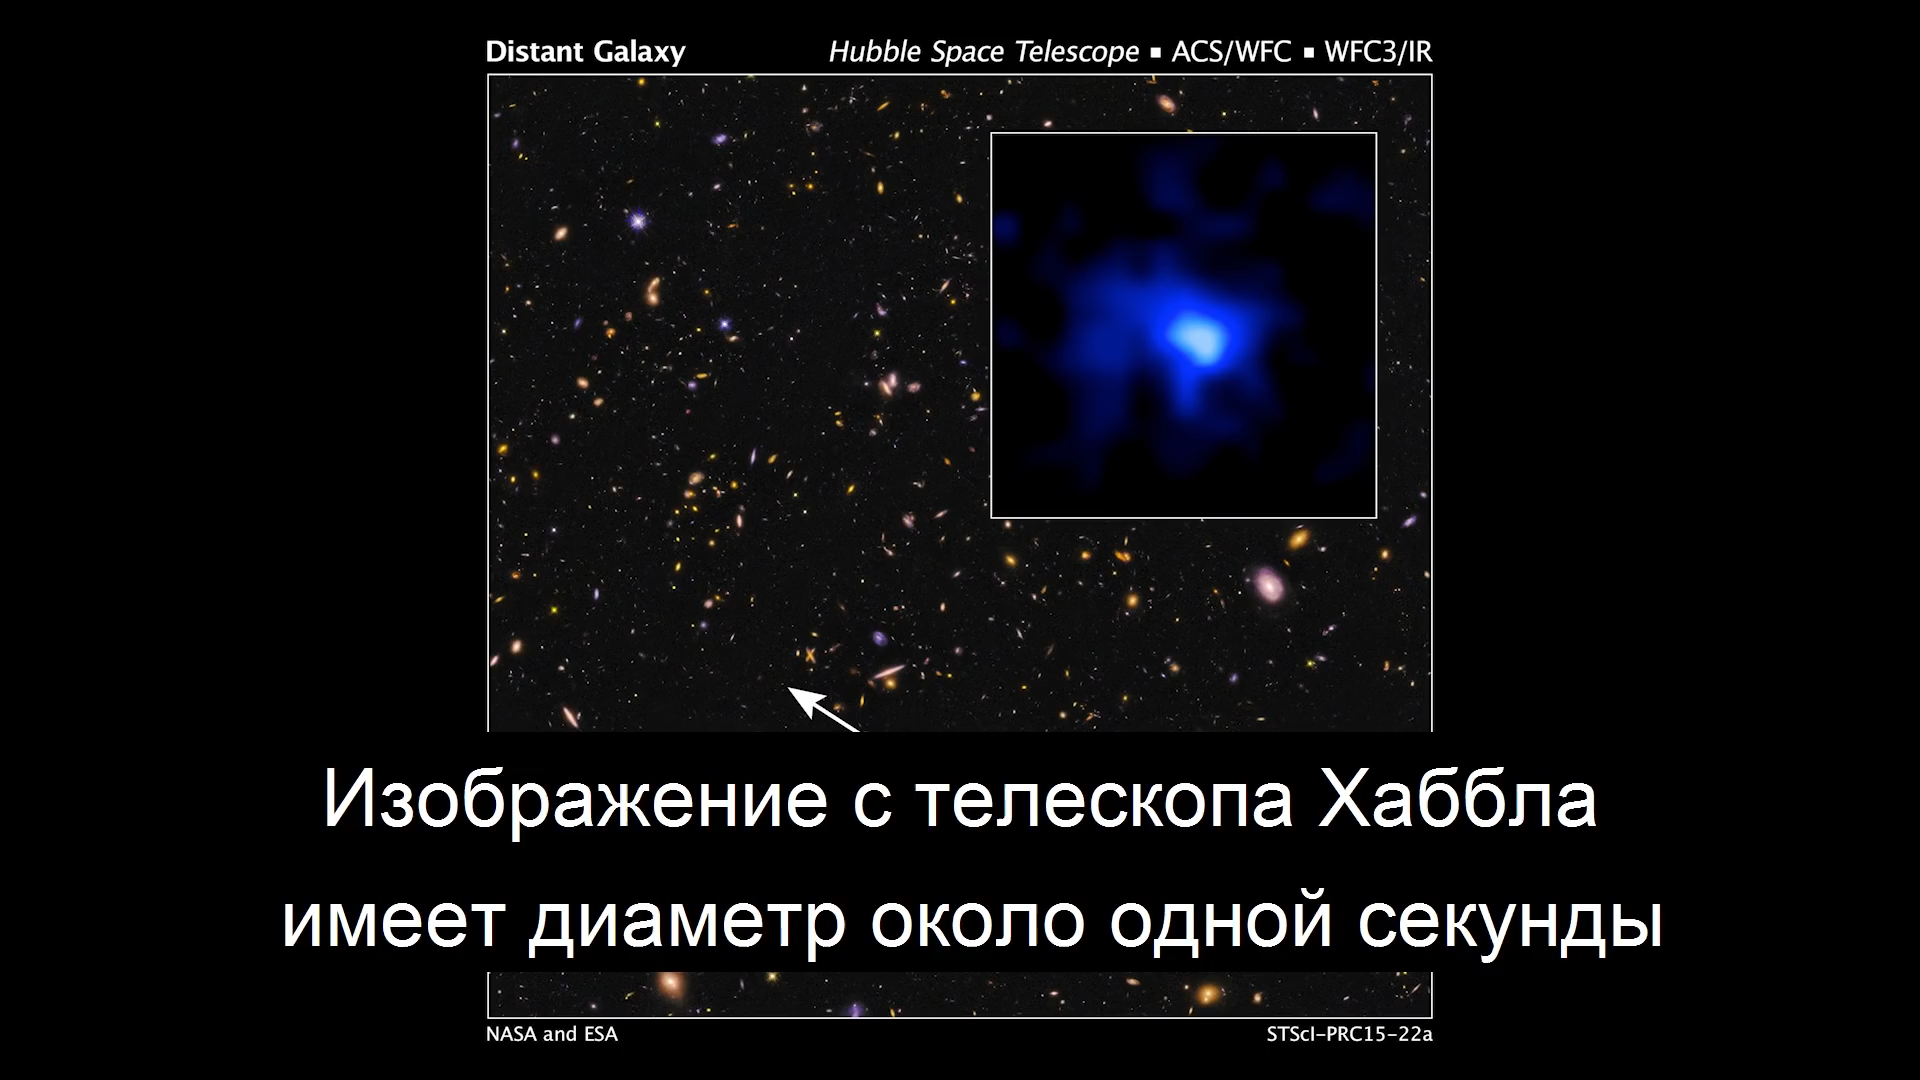 Distant Galaxy
Hubble Space Telescope ▪ ACS/WFC ▪ WFC3/IR
Изображение с телескопа Хаббла
имеет диаметр около одной секунды
NASA and ESA
STScI-PRC15-22a